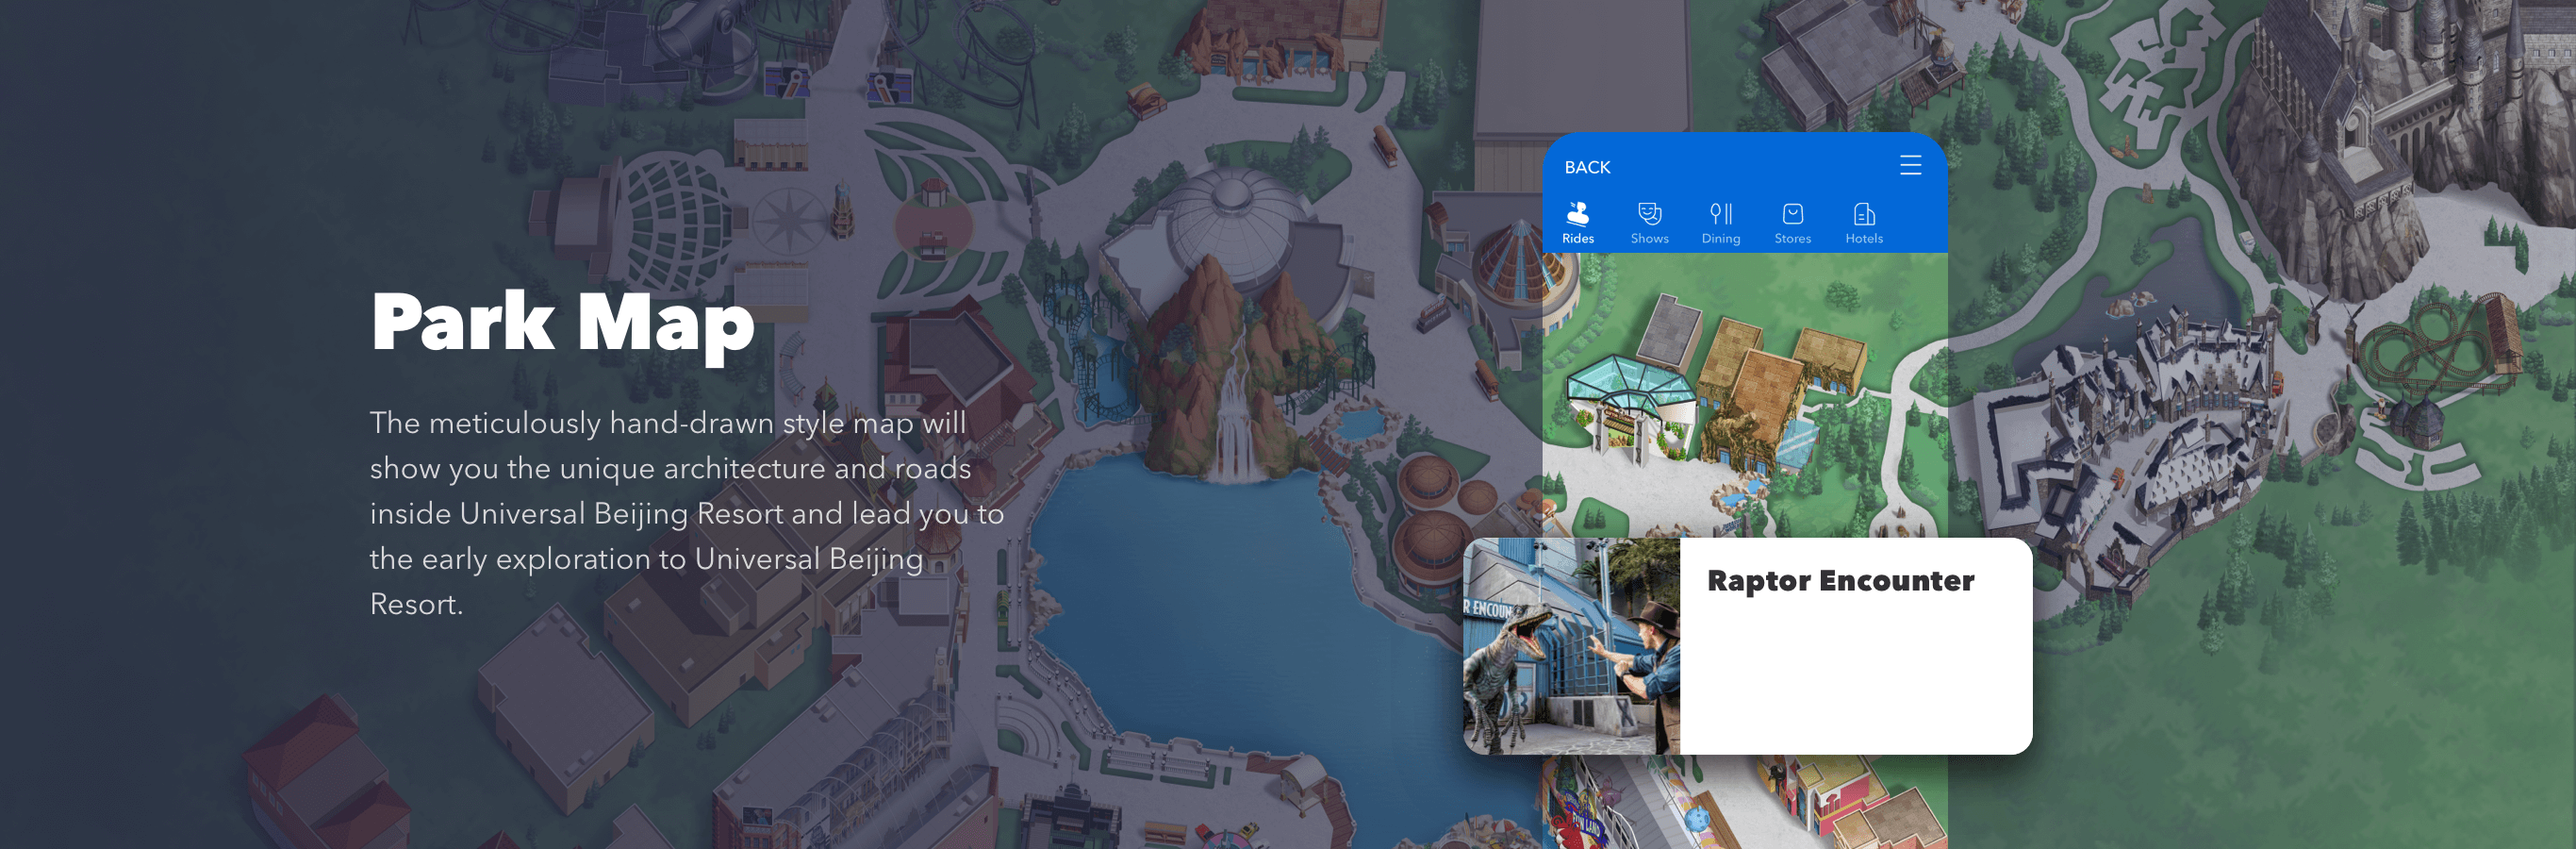 Park Map
The meticulously hand-drawn style map will
show you the unique architecture and roads
inside Universal Beijing Resort and lead you to
the early exploration to Universal Beijing
Resort.
BACK
Rides
Shows
Dining
Stores
Hotels
R ENCOUN
Raptor Encounter